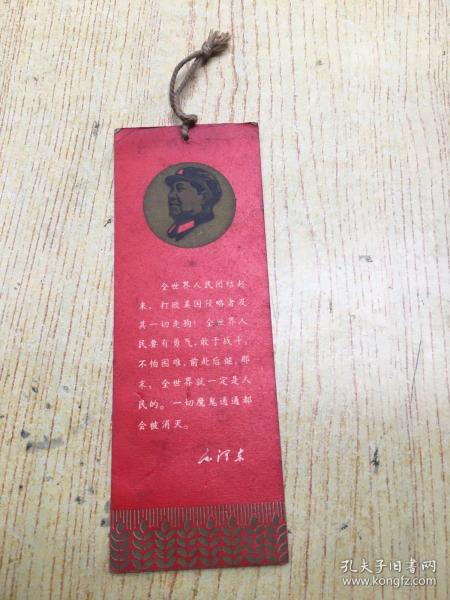 全世界人民团结起
来，打败美国侵略者及
其一切走狗！全世界人
民要有勇气，敢于战斗，
不怕困难，前赴后继，那
末，全世界就一定是人
民的。一切魔鬼通通都
会被消灭。
毛泽东
孔夫子旧书网
www.kongfz.com